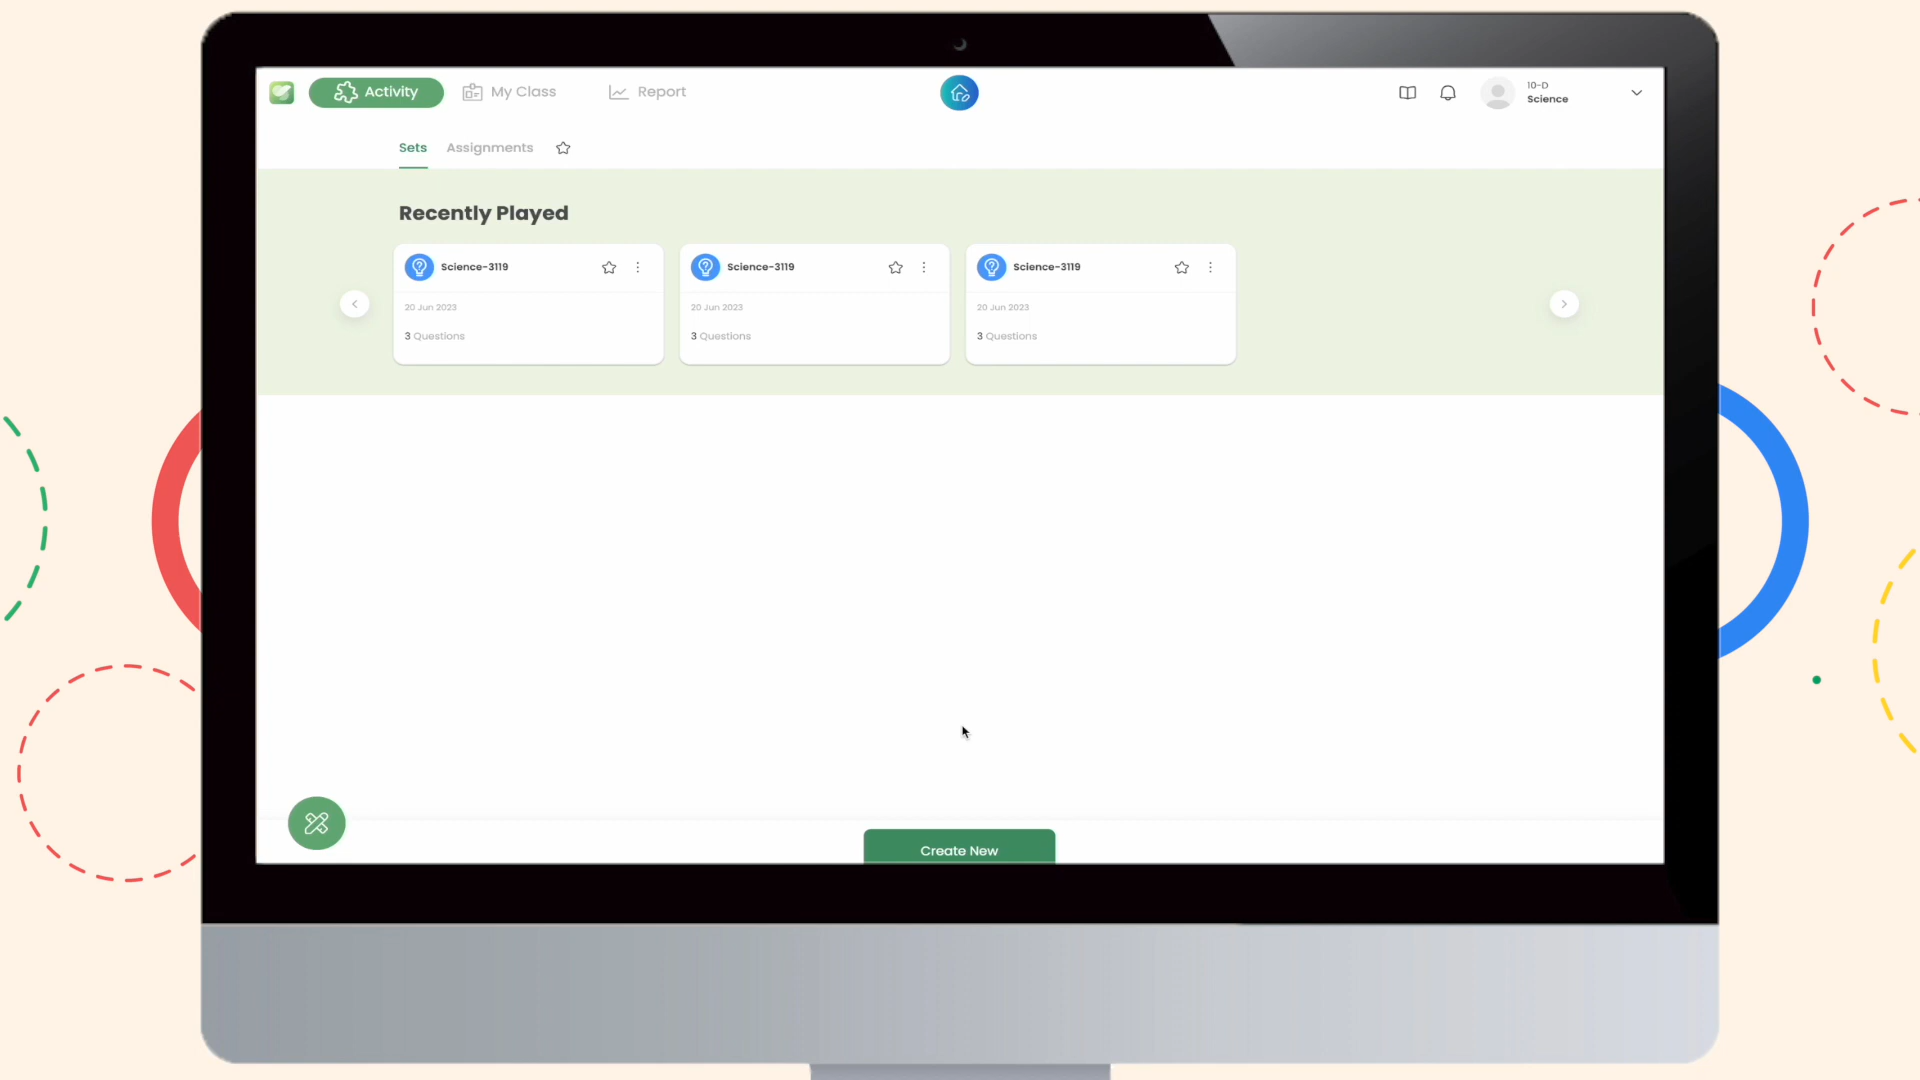 Activity
My Class
Report
10-D
Science
Sets
Assignments
Recently Played
Science-3119
Science-3119
Science-3119
20 Jun 2023
20 Jun 2023
20 Jun 2023
3 Questions
3 Questions
3 Questions
Create New